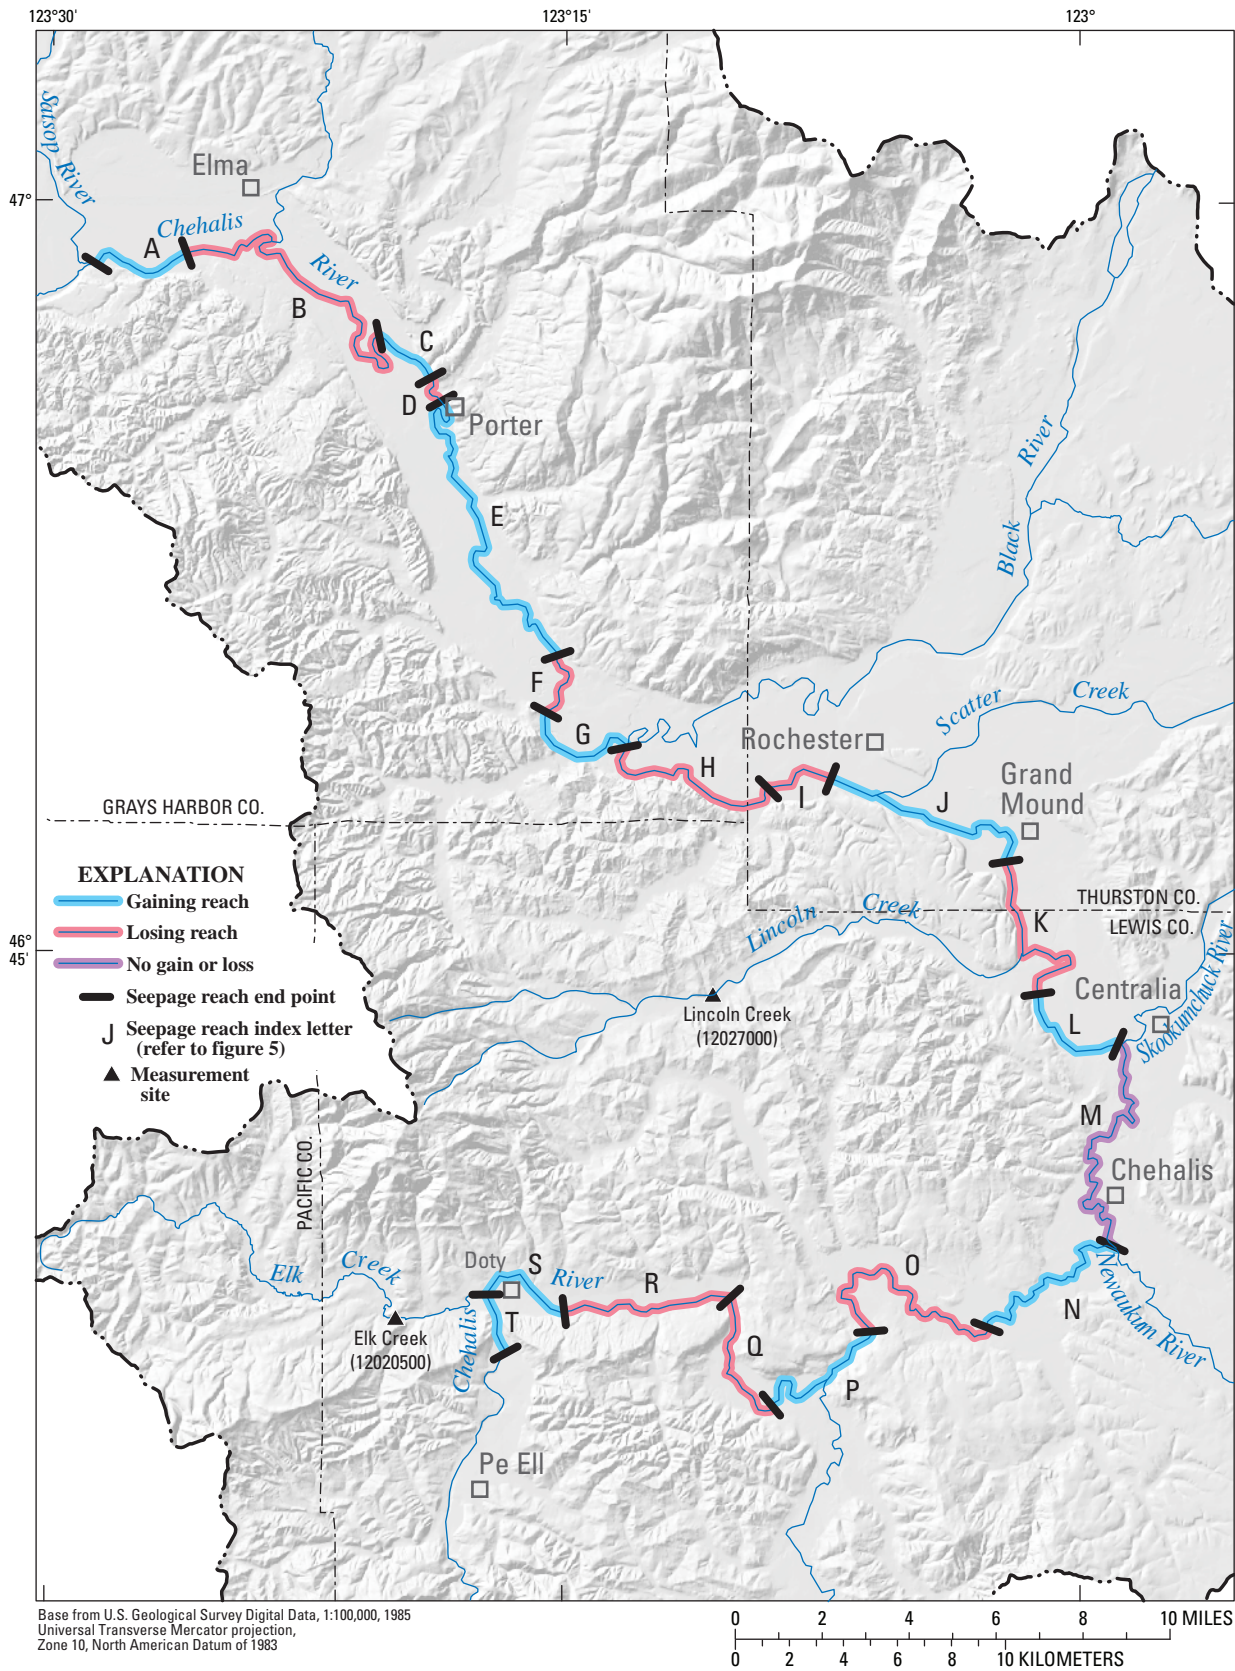 123°30'
123°15'
123°
47°
46°
45'
Satsop River
Elma
Chehalis
River
A
B
C
D
Porter
E
Black
River
F
G
H
Rochester
I
Scatter
Creek
J
Grand
Mound
GRAYS HARBOR CO.
THURSTON CO.
LEWIS CO.
K
Lincoln
Creek
Lincoln Creek
(12027000)
Centralia
Skookumchuck River
L
M
Chehalis
EXPLANATION
Gaining reach
Losing reach
No gain or loss
Seepage reach end point
J
Seepage reach index letter
(refer to figure 5)
Measurement
site
PACIFIC CO.
Elk
Creek
Elk Creek
(12020500)
Doty
S
River
R
O
N
Newaukum River
T
Chehalis
Q
P
Pe Ell
Base from U.S. Geological Survey Digital Data, 1:100,000, 1985
Universal Transverse Mercator projection,
Zone 10, North American Datum of 1983
0 2 4 6 8 10 MILES
0 2 4 6 8 10 KILOMETERS